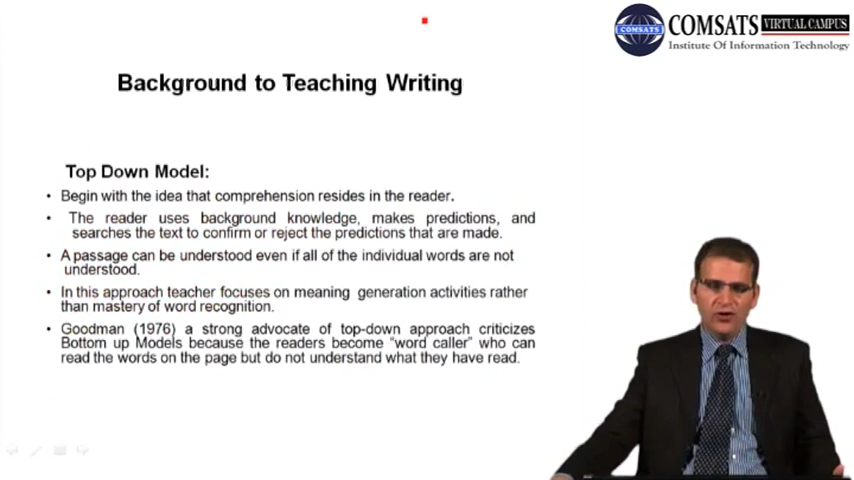 COMSATS
COMSATS VIRTUAL CAMPUS
Institute Of Information Technology
Background to Teaching Writing
Top Down Model:
• Begin with the idea that comprehension resides in the reader.
• The reader uses background knowledge, makes predictions, and
searches the text to confirm or reject the predictions that are made.
• A passage can be understood even if all of the individual words are not
understood.
• In this approach teacher focuses on meaning generation activities rather
than mastery of word recognition.
• Goodman (1976) a strong advocate of top-down approach criticizes
Bottom up Models because the readers become “word caller” who can
read the words on the page but do not understand what they have read.